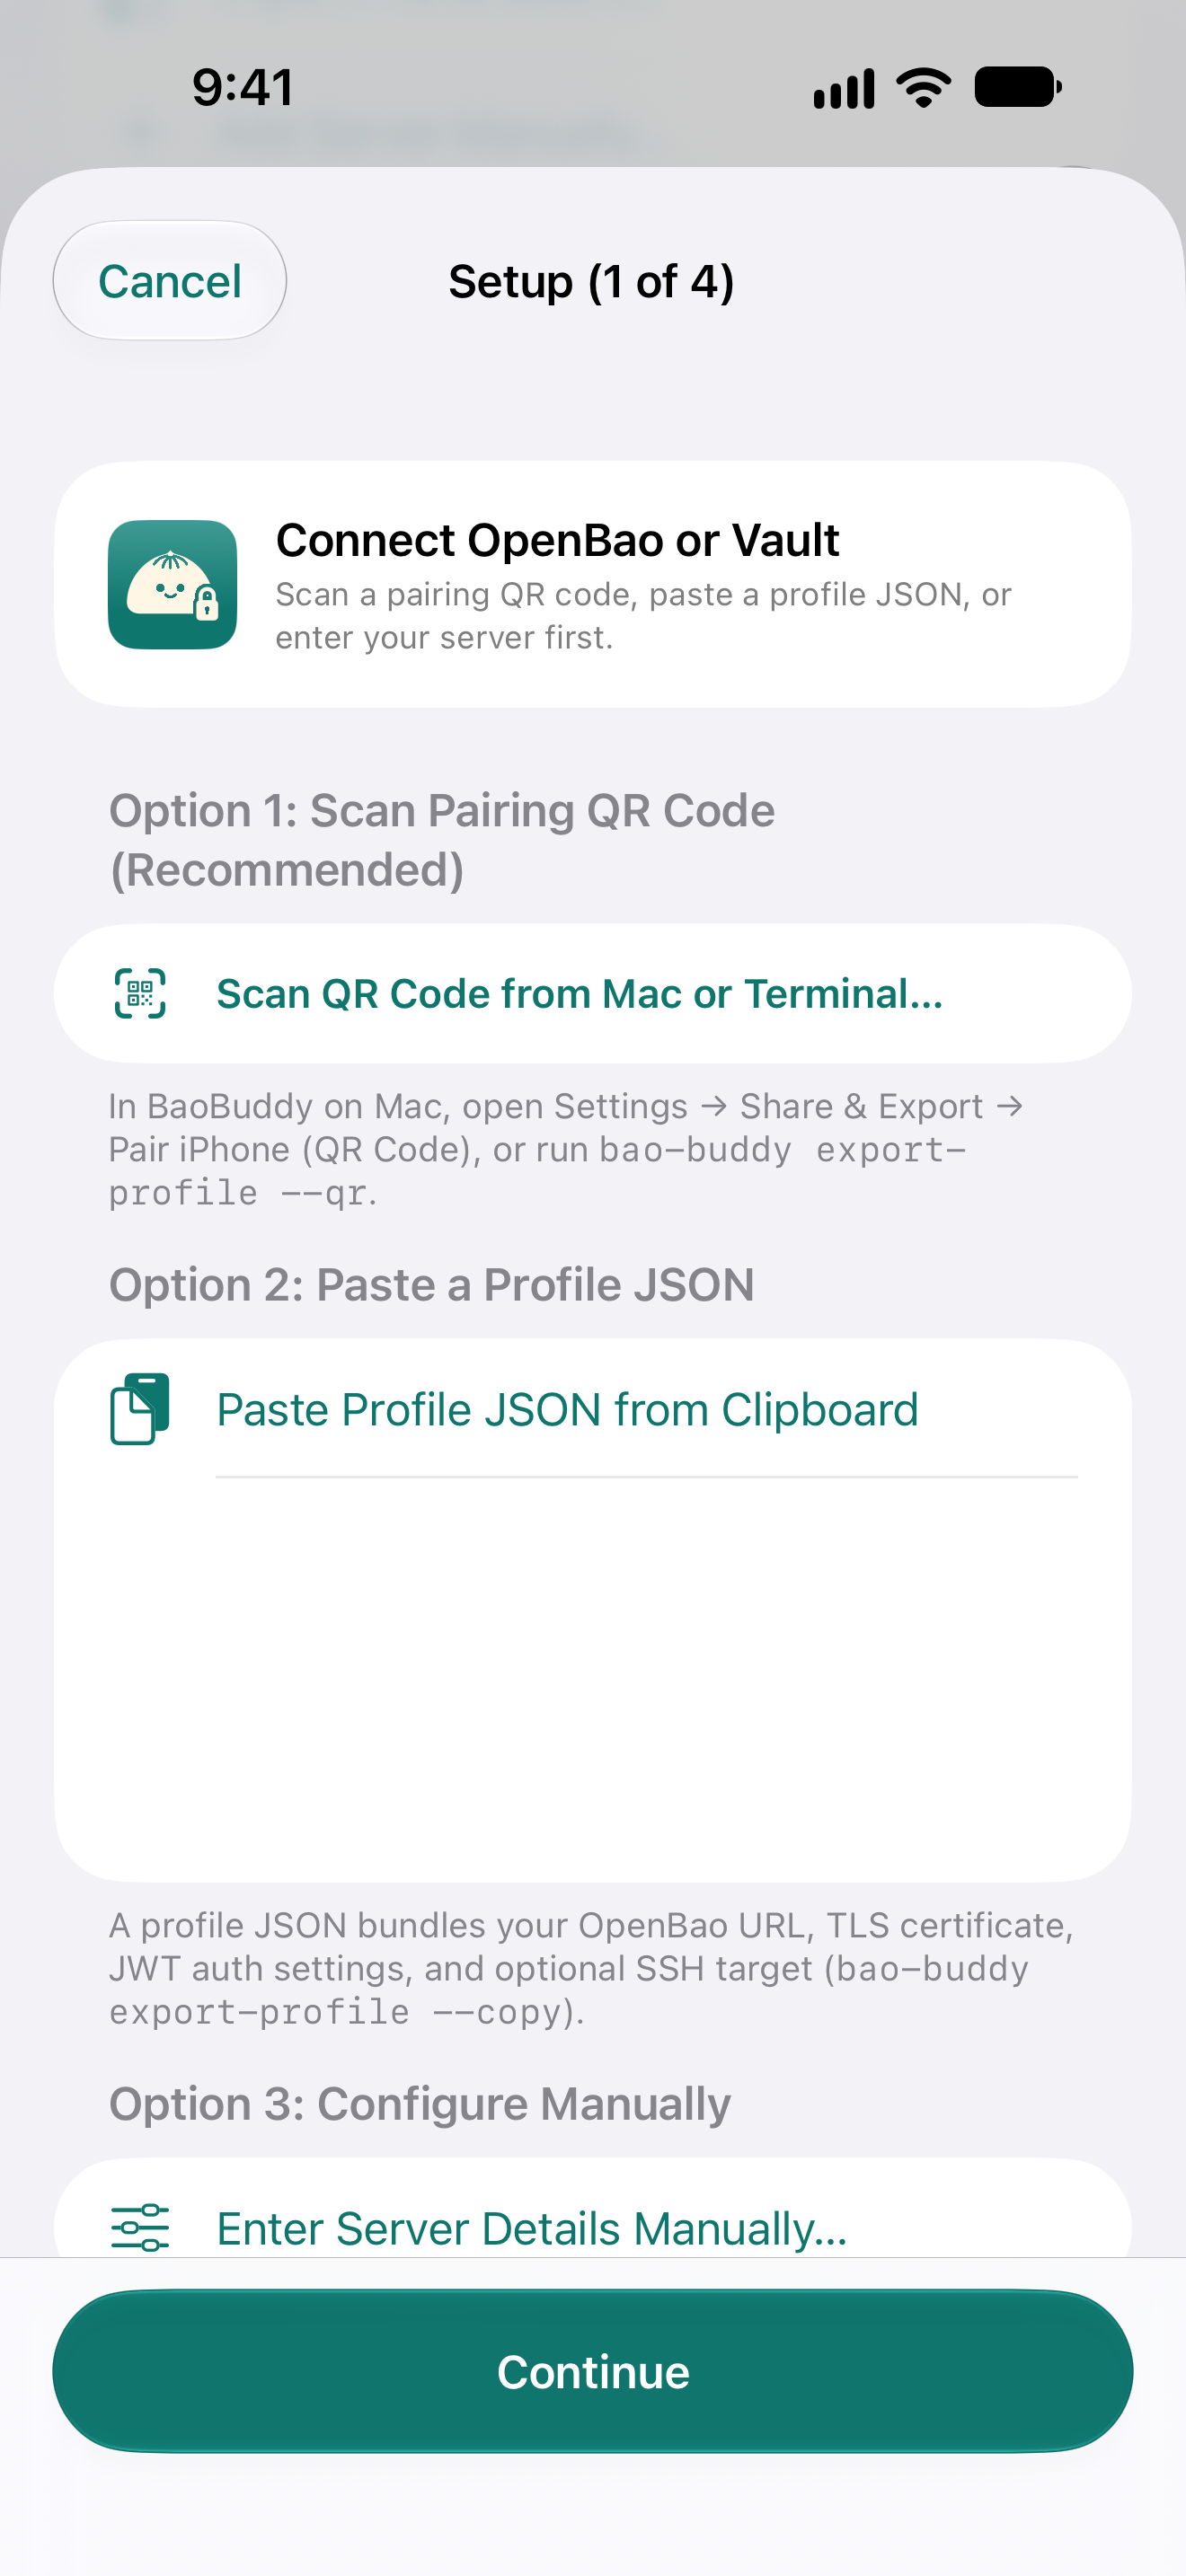 9:41
Cancel
Setup (1 of 4)
Connect OpenBao or Vault
Scan a pairing QR code, paste a profile JSON, or
enter your server first.
Option 1: Scan Pairing QR Code
(Recommended)
Scan QR Code from Mac or Terminal...
In BaoBuddy on Mac, open Settings → Share & Export →
Pair iPhone (QR Code), or run bao-buddy export-
profile --qr.
Option 2: Paste a Profile JSON
Paste Profile JSON from Clipboard
A profile JSON bundles your OpenBao URL, TLS certificate,
JWT auth settings, and optional SSH target (bao-buddy
export-profile --copy).
Option 3: Configure Manually
Enter Server Details Manually...
Continue